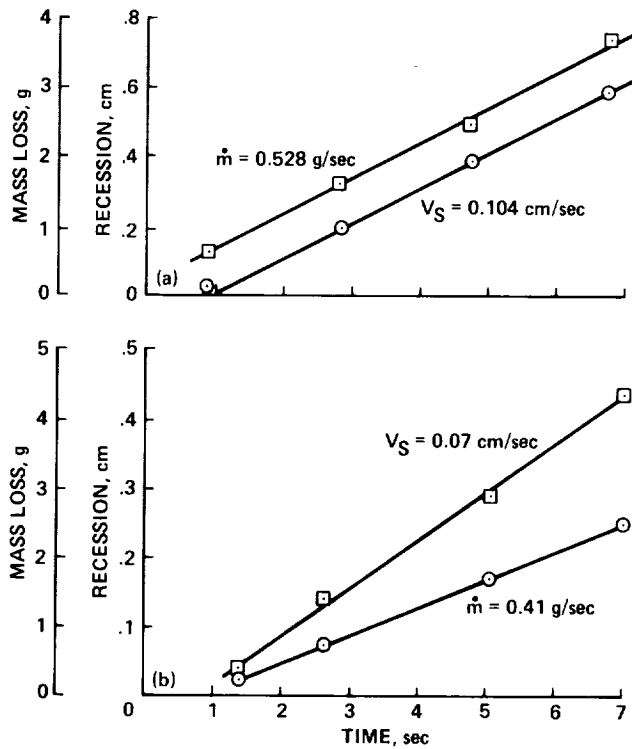 MASS LOSS, g
4
3
2
1
0
RECESSION, cm
.8
.6
.4
.2
0
ṁ = 0.528 g/sec
V_S = 0.104 cm/sec
(a)
MASS LOSS, g
5
4
3
2
1
0
RECESSION, cm
.5
.4
.3
.2
.1
V_S = 0.07 cm/sec
ṁ = 0.41 g/sec
(b)
0 1 2 3 4 5 6 7
TIME, sec